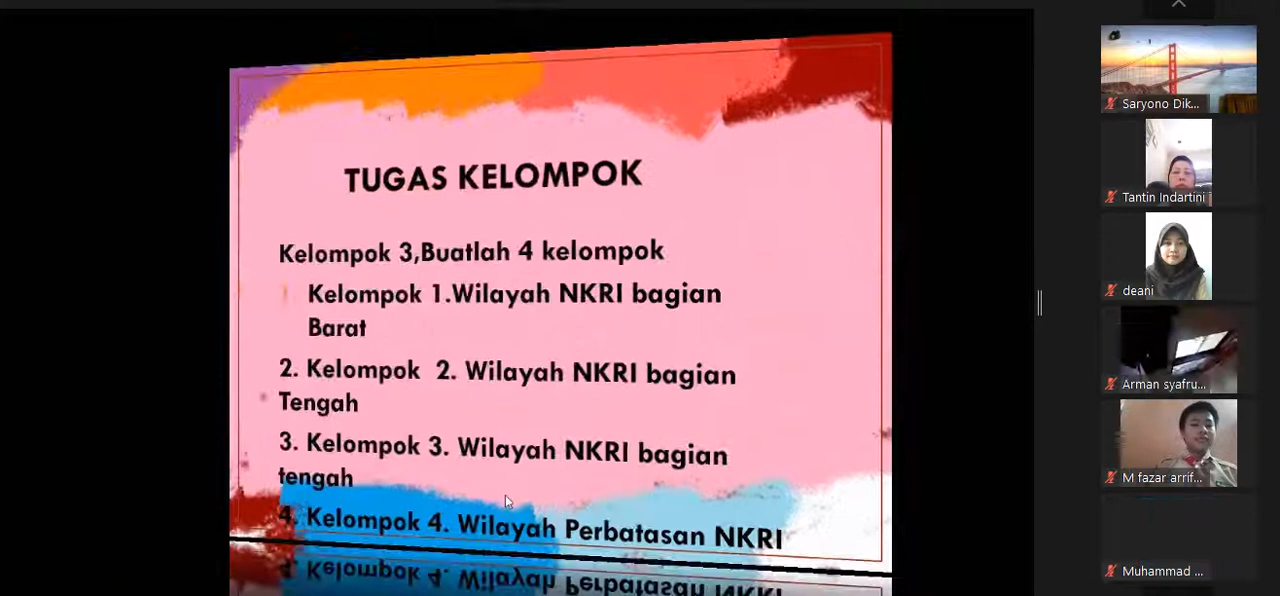 TUGAS KELOMPOK
Kelompok 3,Buatlah 4 kelompok
Kelompok 1.Wilayah NKRI bagian
Barat
2. Kelompok 2. Wilayah NKRI bagian
Tengah
3. Kelompok 3. Wilayah NKRI bagian
tengah
4. Kelompok 4. Wilayah Perbatasan NKRI
Saryono Dik...
Tantin Indartini
deani
Arman syafru...
M fazar arrif...
Muhammad ...